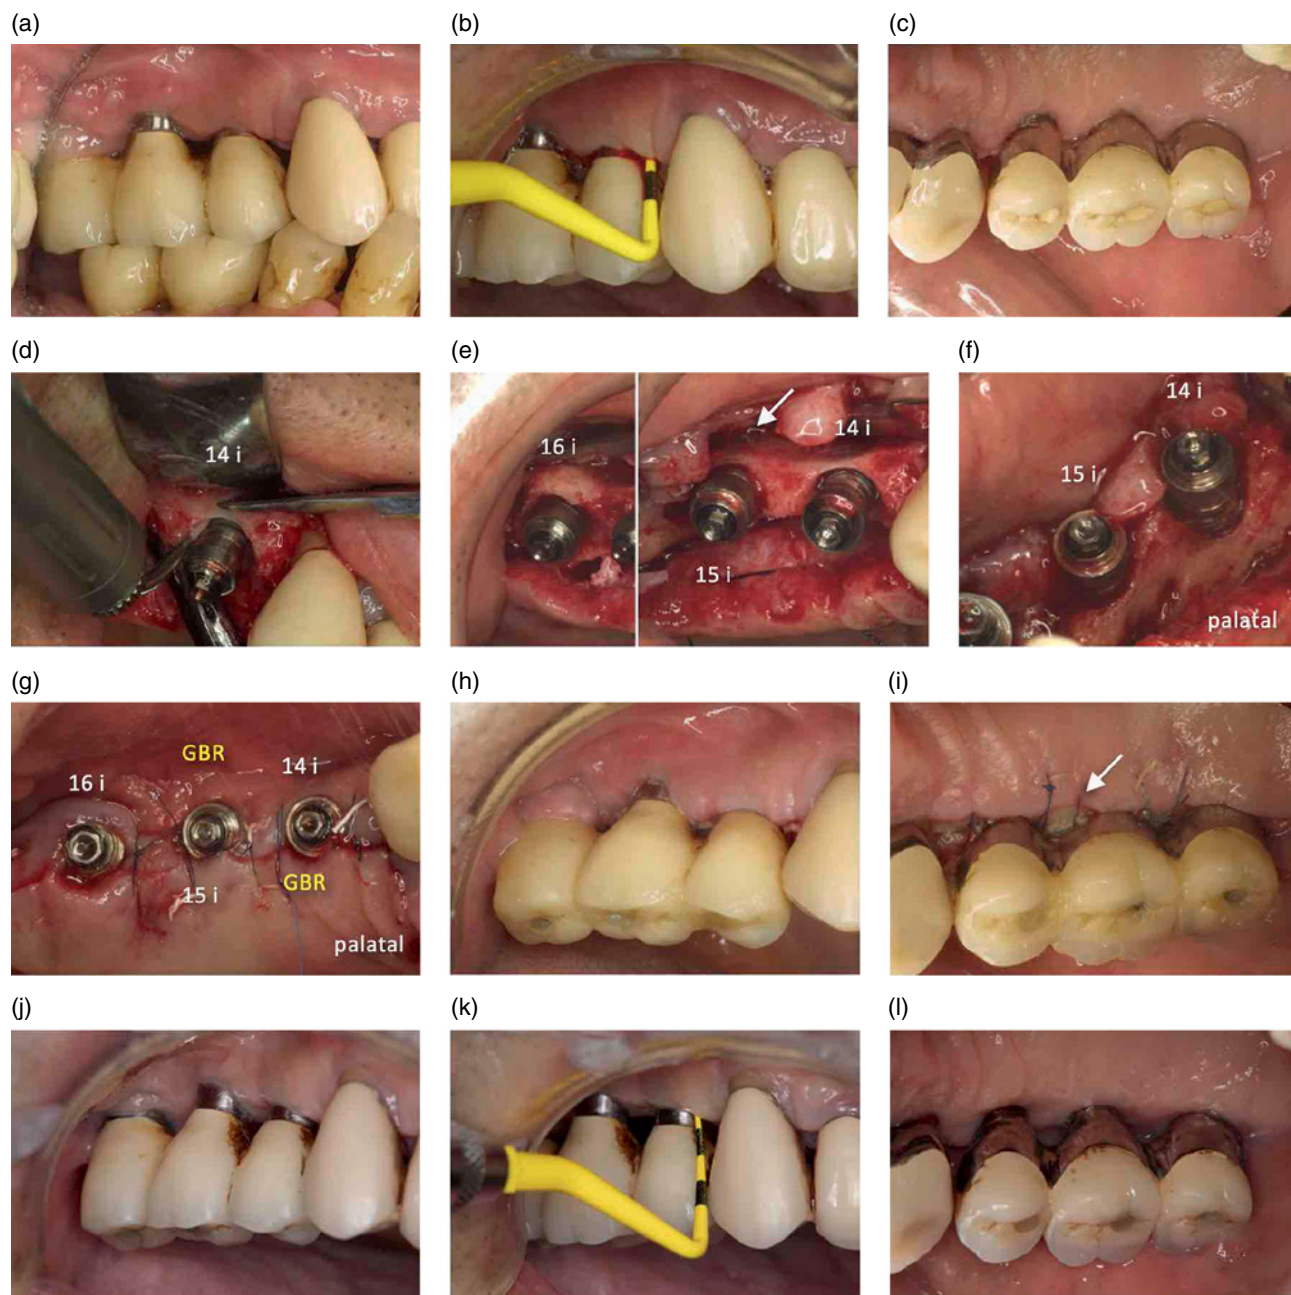 (a)
(b)
(c)
(d)
14 i
(e)
16 i
14 i
15 i
(f)
14 i
15 i
palatal
(g)
GBR
16 i
14 i
15 i
GBR
palatal
(h)
(i)
(j)
(k)
(l)